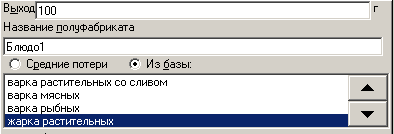 Выход 100 г
Название полуфабриката
Блюдо1
Средние потери Из базы:
варка растительных со сливом
варка мясных
варка рыбных
жарка растительных